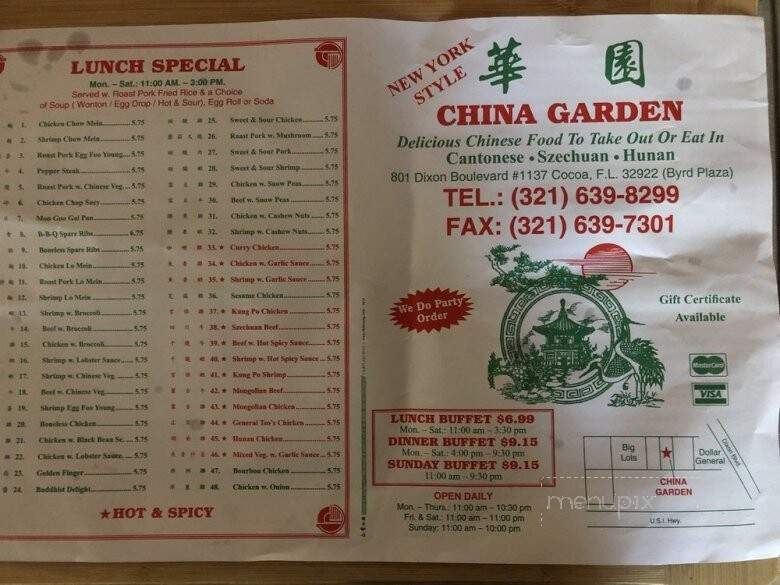 LUNCH SPECIAL
Mon. – Sat.: 11:00 AM. – 3:00 PM.
Served w. Roast Pork Fried Rice & a Choice
of Soup ( Wonton / Egg Drop / Hot & Sour), Egg Roll or Soda
1. Chicken Chow Mein 5.75
2. Shrimp Chow Mein 5.75
3. Roast Pork Egg Foo Young 5.75
4. Pepper Steak 5.75
5. Roast Pork w. Chinese Veg. 5.75
6. Chicken Chop Suey 5.75
7. Moo Goo Gai Pan 5.75
8. B-B-Q Spare Ribs 6.75
9. Boneless Spare Ribs 5.75
10. Chicken Lo Mein 5.75
11. Roast Pork Lo Mein 5.75
12. Shrimp Lo Mein 5.75
13. Shrimp w. Broccoli 5.75
14. Beef w. Broccoli 5.75
15. Chicken w. Broccoli 5.75
16. Shrimp w. Lobster Sauce 5.75
17. Shrimp w. Chinese Veg. 5.75
18. Beef w. Chinese Veg. 5.75
19. Shrimp Egg Foo Young 5.75
20. Boneless Chicken 5.75
21. Chicken w. Black Bean Sc. 5.75
22. Chicken w. Lobster Sauce 5.75
23. Golden Finger 5.75
24. Buddhist Delight 5.75
25. Sweet & Sour Chicken 5.75
26. Roast Pork w. Mushroom 5.75
27. Sweet & Sour Pork 5.75
28. Sweet & Sour Shrimp 5.75
29. Chicken w. Snow Peas 5.75
30. Beef w. Snow Peas 5.75
31. Chicken w. Cashew Nuts 5.75
32. Shrimp w. Cashew Nuts 5.75
33. ★ Curry Chicken 5.75
34. ★ Chicken w. Garlic Sauce 5.75
35. ★ Shrimp w. Garlic Sauce 5.75
36. Sesame Chicken 5.75
37. ★ Kung Po Chicken 5.75
38. ★ Szechuan Beef 5.75
39. ★ Beef w. Hot Spicy Sauce 5.75
40. ★ Shrimp w. Hot Spicy Sauce 5.75
41. ★ Kung Po Shrimp 5.75
42. ★ Mongolian Beef 5.75
43. ★ Mongolian Chicken 5.75
44. ★ General Tso's Chicken 5.75
45. ★ Hunan Chicken 5.75
46. ★ Mixed Veg. w. Garlic Sauce 5.75
47. Bourbon Chicken 5.75
48. Chicken w. Onion 5.75
★HOT & SPICY
NEW YORK
STYLE
華園
CHINA GARDEN
Delicious Chinese Food To Take Out Or Eat In
Cantonese • Szechuan • Hunan
801 Dixon Boulevard #1137 Cocoa, F.L. 32922 (Byrd Plaza)
TEL.: (321) 639-8299
FAX: (321) 639-7301
We Do Party
Order
Gift Certificate
Available
MasterCard
VISA
LUNCH BUFFET $6.99
Mon. – Sat.: 11:00 am – 3:30 pm
DINNER BUFFET $9.15
Mon. – Sat.: 4:00 pm – 9:30 pm
SUNDAY BUFFET $9.15
11:00 am – 9:30 pm
OPEN DAILY
Mon. – Thurs.: 11:00 am – 10:30 pm
Fri. & Sat.: 11:00 am – 11:00 pm
Sunday: 11:00 am – 10:00 pm
Big
Lots
★
Dollar
General
Dixon Blvd.
CHINA
GARDEN
U.S.I. Hwy.
menupix